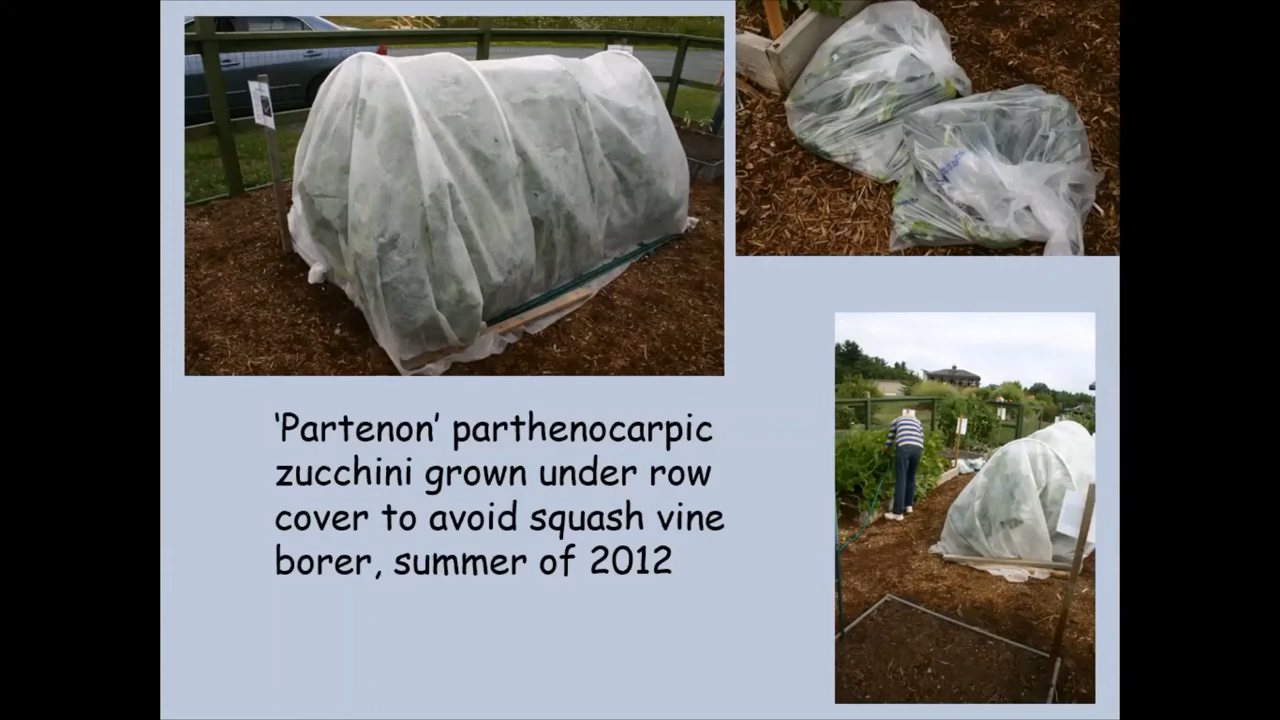 ‘Partenon’ parthenocarpic
zucchini grown under row
cover to avoid squash vine
borer, summer of 2012